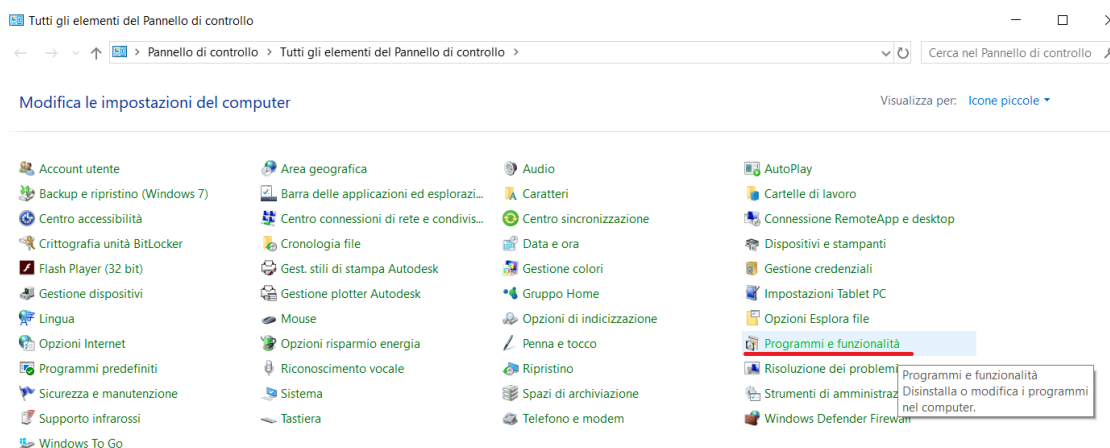 Tutti gli elementi del Pannello di controllo
Pannello di controllo > Tutti gli elementi del Pannello di controllo >
Cerca nel Pannello di controllo
Modifica le impostazioni del computer
Visualizza per: Icone piccole
Account utente
Area geografica
Audio
AutoPlay
Backup e ripristino (Windows 7)
Barra delle applicazioni ed esplorazi...
Caratteri
Cartelle di lavoro
Centro accessibilità
Centro connessioni di rete e condivis...
Centro sincronizzazione
Connessione RemoteApp e desktop
Crittografia unità BitLocker
Cronologia file
Data e ora
Dispositivi e stampanti
Flash Player (32 bit)
Gest. stili di stampa Autodesk
Gestione colori
Gestione credenziali
Gestione dispositivi
Gestione plotter Autodesk
Gruppo Home
Impostazioni Tablet PC
Lingua
Mouse
Opzioni di indicizzazione
Opzioni Esplora file
Opzioni Internet
Opzioni risparmio energia
Penna e tocco
Programmi e funzionalità
Programmi predefiniti
Riconoscimento vocale
Ripristino
Risoluzione dei problemi
Sicurezza e manutenzione
Sistema
Spazi di archiviazione
Strumenti di amministraz
Supporto infrarossi
Tastiera
Telefono e modem
Windows Defender Firewall
Windows To Go
Programmi e funzionalità
Disinstalla o modifica i programmi
nel computer.